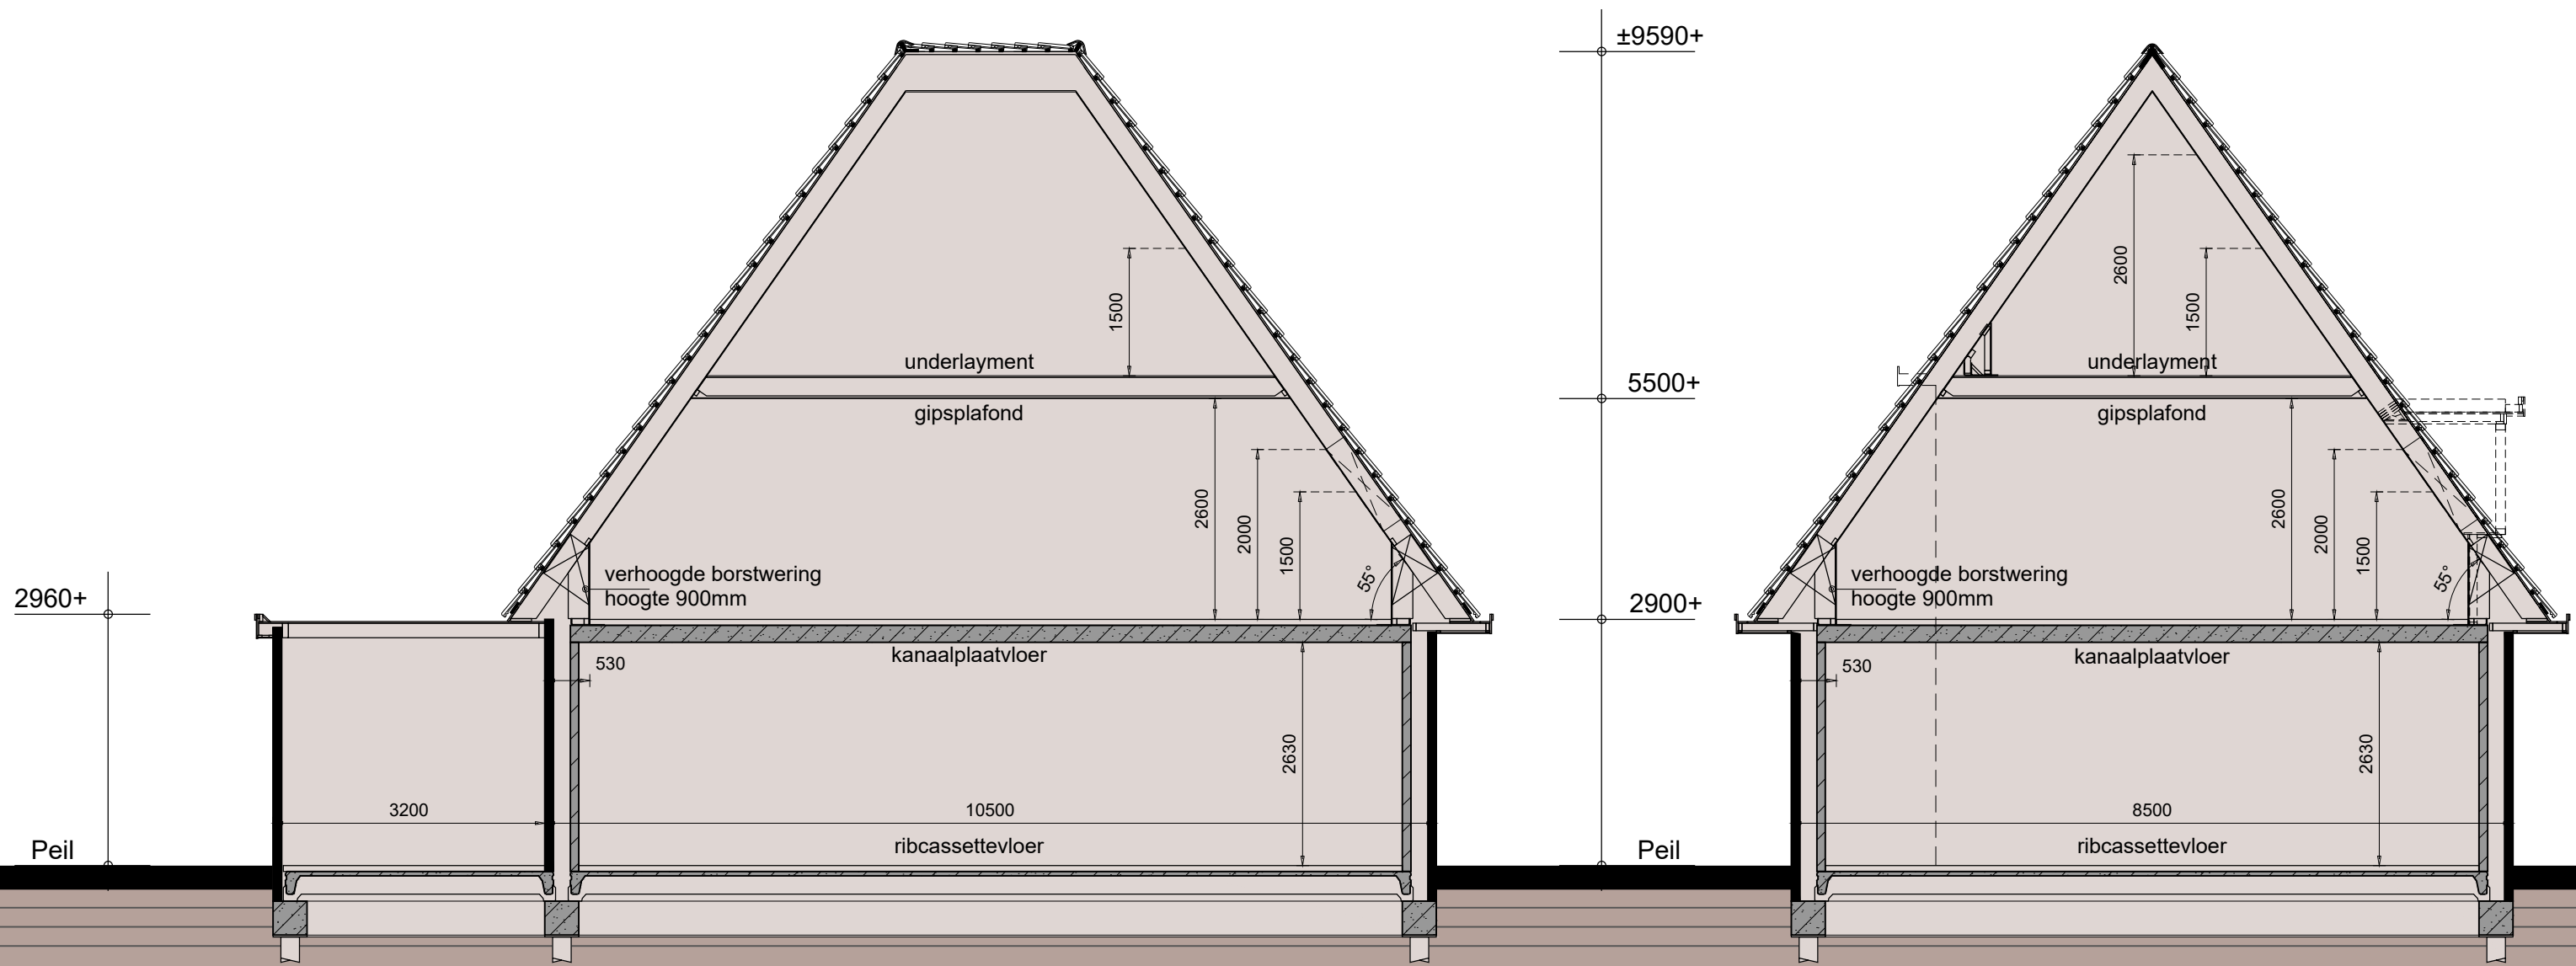 ±9590+
2600
1500
1500
underlayment
underlayment
5500+
gipsplafond
gipsplafond
2600
2000
1500
55°
2600
2000
1500
55°
2960+
verhoogde borstwering
hoogte 900mm
2900+
verhoogde borstwering
hoogte 900mm
530
kanaalplaatvloer
530
kanaalplaatvloer
2630
2630
3200
10500
8500
Peil
ribcassettevloer
Peil
ribcassettevloer